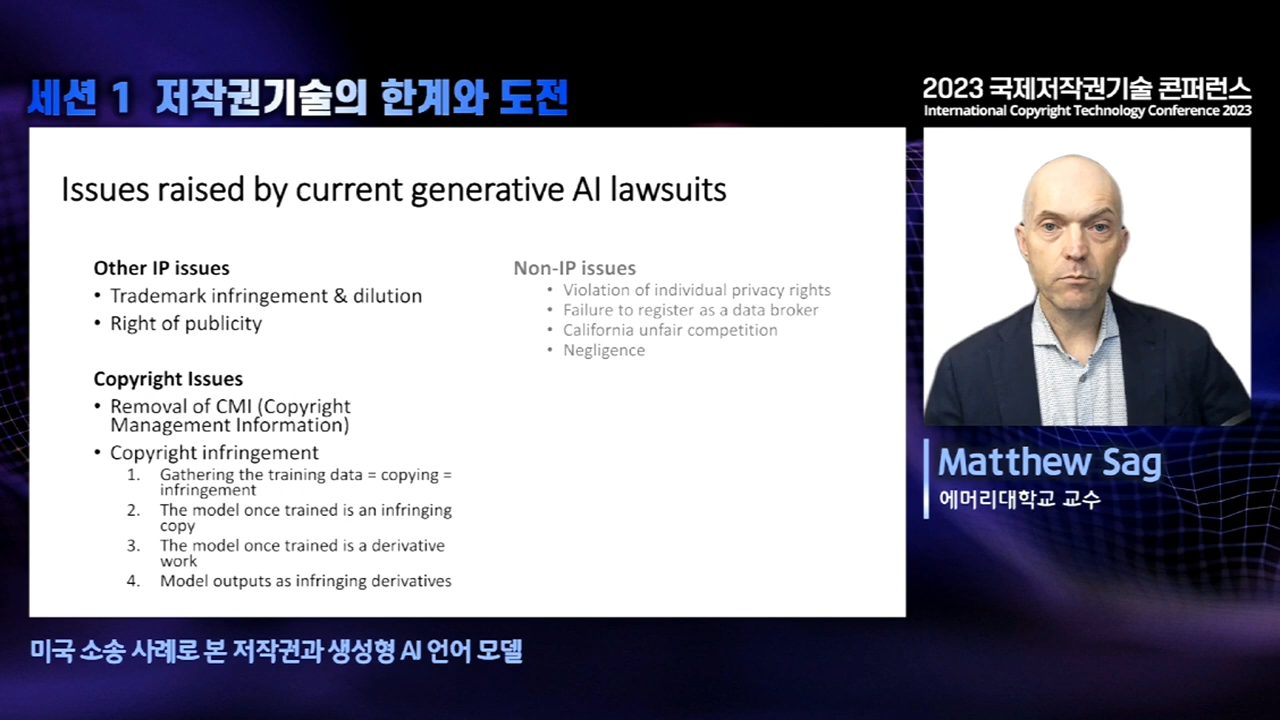 세션 1 저작권기술의 한계와 도전
2023 국제저작권기술 콘퍼런스
International Copyright Technology Conference 2023
Issues raised by current generative AI lawsuits
Other IP issues
• Trademark infringement & dilution
• Right of publicity
Copyright Issues
• Removal of CMI (Copyright
Management Information)
• Copyright infringement
1. Gathering the training data = copying =
infringement
2. The model once trained is an infringing
copy
3. The model once trained is a derivative
work
4. Model outputs as infringing derivatives
Non-IP issues
• Violation of individual privacy rights
• Failure to register as a data broker
• California unfair competition
• Negligence
Matthew Sag
에머리대학교 교수
미국 소송 사례로 본 저작권과 생성형 AI 언어 모델